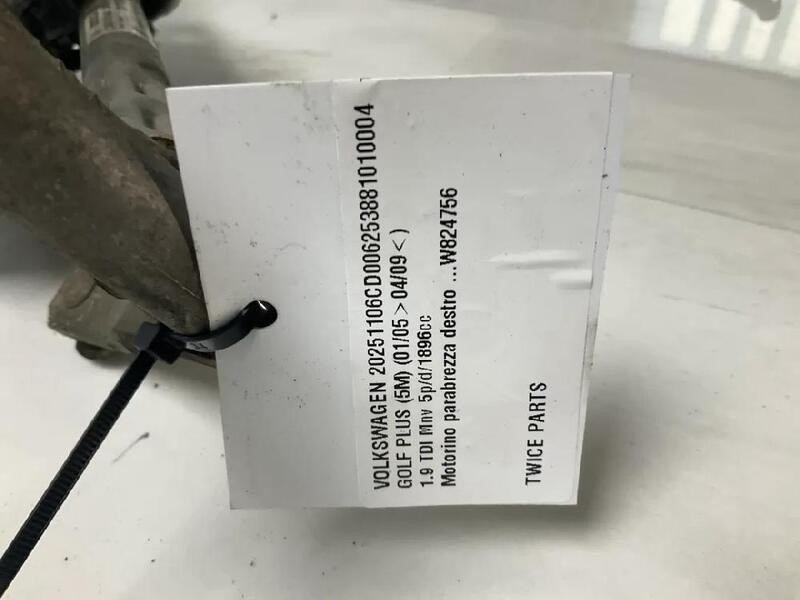 VOLKSWAGEN 20251106CD006253881010004
GOLF PLUS (5M) (01/05 > 04/09 < )
1.9 TDI Mnv 5p/d/1896cc
Motorino parabrezza destro ...W824756
TWICE PARTS